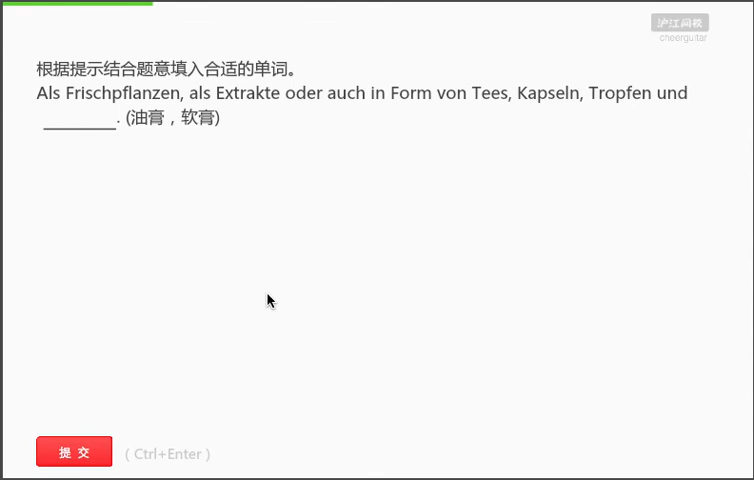 沪江网校
cheerguitar
根据提示结合题意填入合适的单词。
Als Frischpflanzen, als Extrakte oder auch in Form von Tees, Kapseln, Tropfen und
________. (油膏，软膏)
提 交
( Ctrl+Enter )